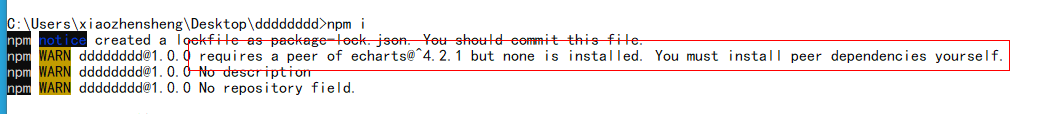 C:\Users\xiaozhensheng\Desktop\dddddddd>npm i
npm notice created a lockfile as package-lock.json. You should commit this file.
npm WARN dddddddd@1.0.0 requires a peer of echarts@^4.2.1 but none is installed. You must install peer dependencies yourself.
npm WARN dddddddd@1.0.0 No description
npm WARN dddddddd@1.0.0 No repository field.